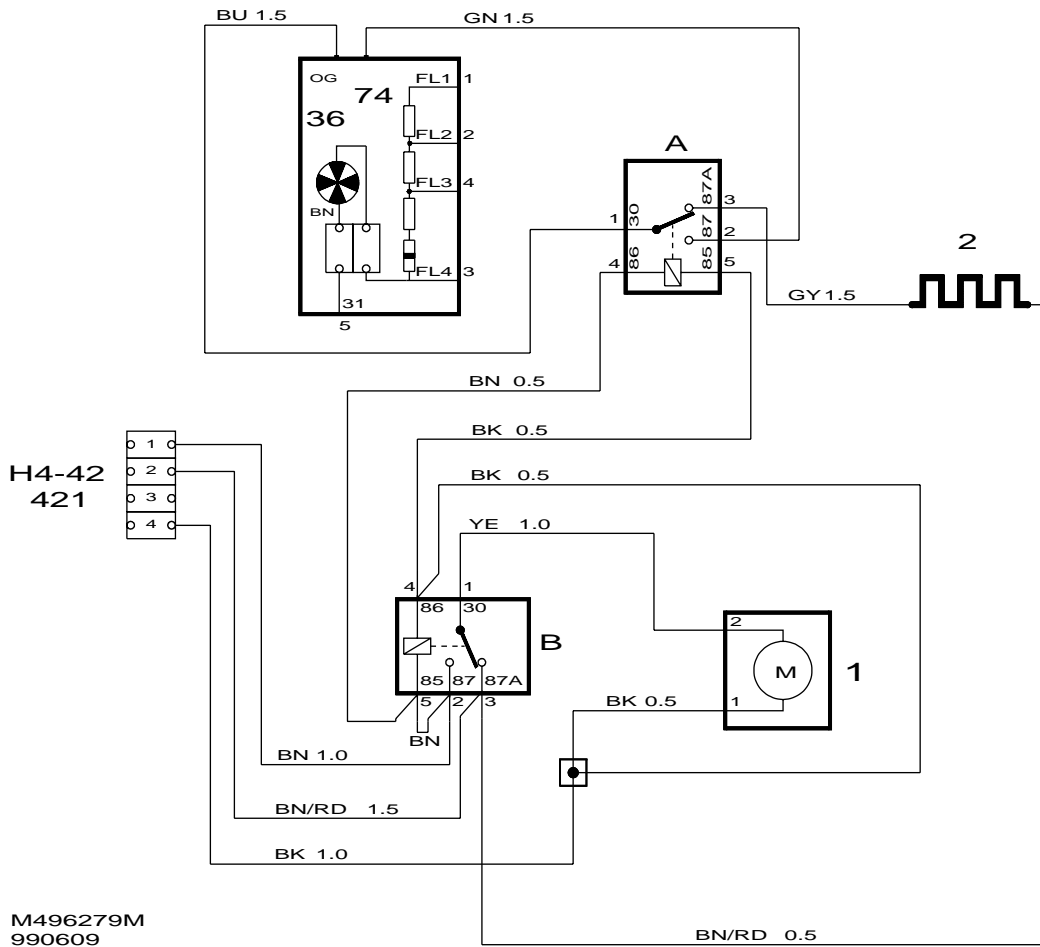 BU 1.5
GN 1.5
OG
74
FL1 1
36
FL2 2
FL3 4
BN
FL4 3
31
5
A
87A
3
30
1
87
2
86
4
85
5
2
GY 1.5
BN 0.5
BK 0.5
H4-42
421
1
2
3
4
BK 0.5
YE 1.0
4 1
86 30
B
85 87 87A
5 2 3
BN
2
M
1
1
BK 0.5
BN 1.0
BN/RD 1.5
BK 1.0
M496279M
990609
BN/RD 0.5